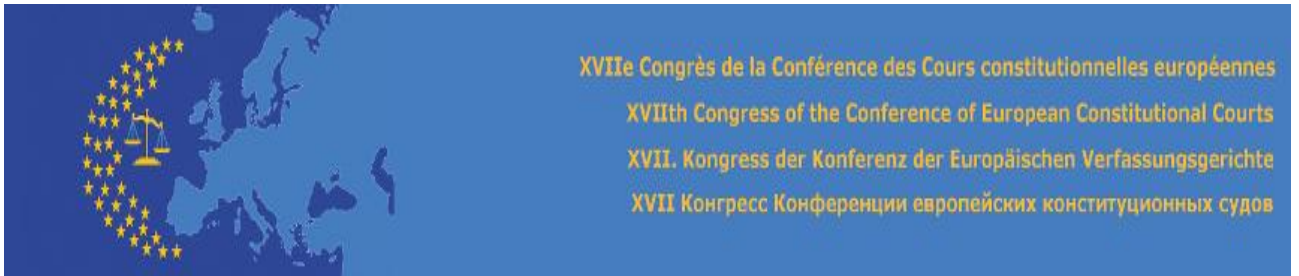 XVIIe Congrès de la Conférence des Cours constitutionnelles européennes
XVIIth Congress of the Conference of European Constitutional Courts
XVII. Kongress der Konferenz der Europäischen Verfassungsgerichte
XVII Конгресс Конференции европейских конституционных судов